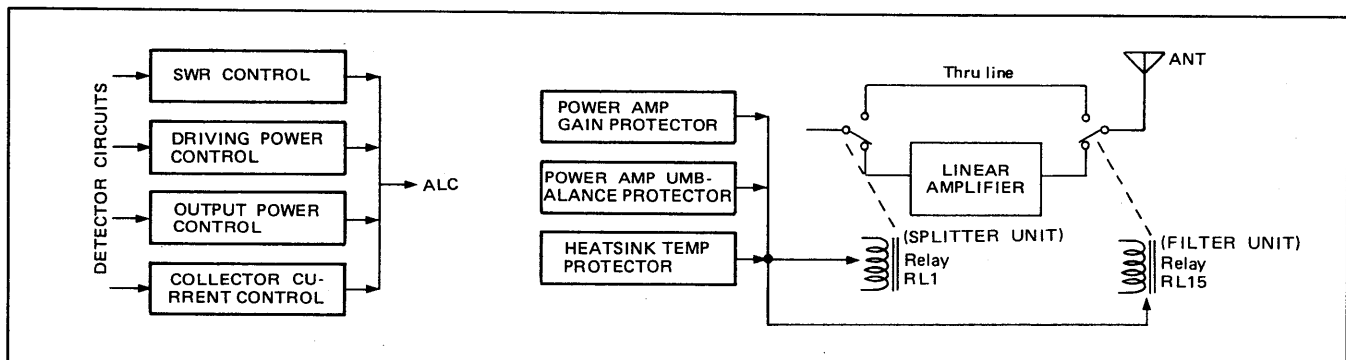 DETECTOR CIRCUITS
SWR CONTROL
DRIVING POWER
CONTROL
OUTPUT POWER
CONTROL
COLLECTOR CU-
RRENT CONTROL
ALC
POWER AMP
GAIN PROTECTOR
POWER AMP UMB-
ALANCE PROTECTOR
HEATSINK TEMP
PROTECTOR
Thru line
ANT
LINEAR
AMPLIFIER
(SPLITTER UNIT)
Relay
RL1
(FILTER UNIT)
Relay
RL15